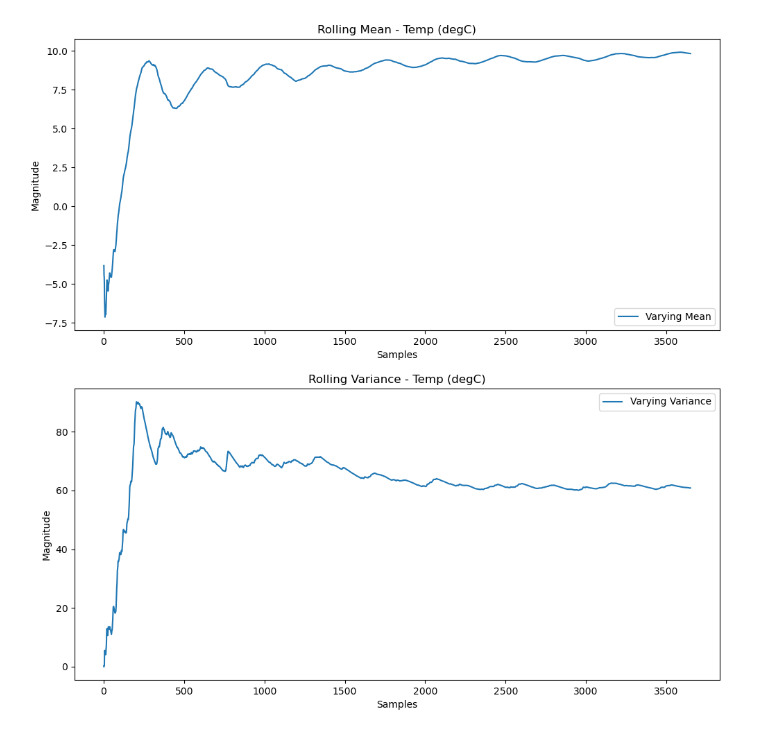 Rolling Mean - Temp (degC)
10.0
7.5
5.0
2.5
0.0
−2.5
−5.0
−7.5
Magnitude
Varying Mean
0 500 1000 1500 2000 2500 3000 3500
Samples
Rolling Variance - Temp (degC)
Varying Variance
80
60
40
20
0
Magnitude
0 500 1000 1500 2000 2500 3000 3500
Samples